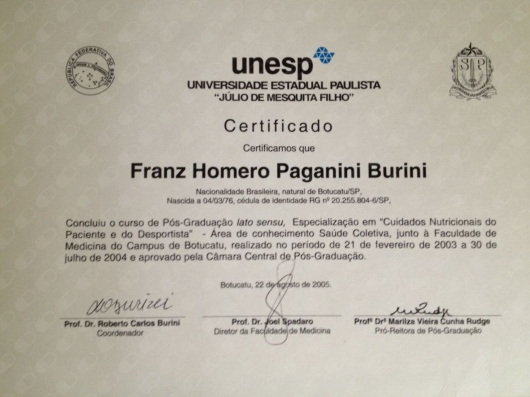 REPÚBLICA FEDERATIVA DO BRASIL
unesp
SP
UNIVERSIDADE ESTADUAL PAULISTA
“JÚLIO DE MESQUITA FILHO”
Certificado
Certificamos que
Franz Homero Paganini Burini
Nacionalidade Brasileira, natural de Botucatu/SP,
Nascida a 04/03/76, cédula de identidade RG nº 20.255.804-6/SP,
Concluiu o curso de Pós-Graduação lato sensu, Especialização em “Cuidados Nutricionais do
Paciente e do Desportista” - Área de conhecimento Saúde Coletiva, junto à Faculdade de
Medicina do Campus de Botucatu, realizado no período de 21 de fevereiro de 2003 a 30 de
julho de 2004 e aprovado pela Câmara Central de Pós-Graduação.
Botucatu, 22 de agosto de 2005.
Prof. Dr. Roberto Carlos Burini
Coordenador
Prof. Dr. Joel Spadaro
Diretor da Faculdade de Medicina
Profª Drª Marilza Vieira Cunha Rudge
Pró-Reitora de Pós-Graduação